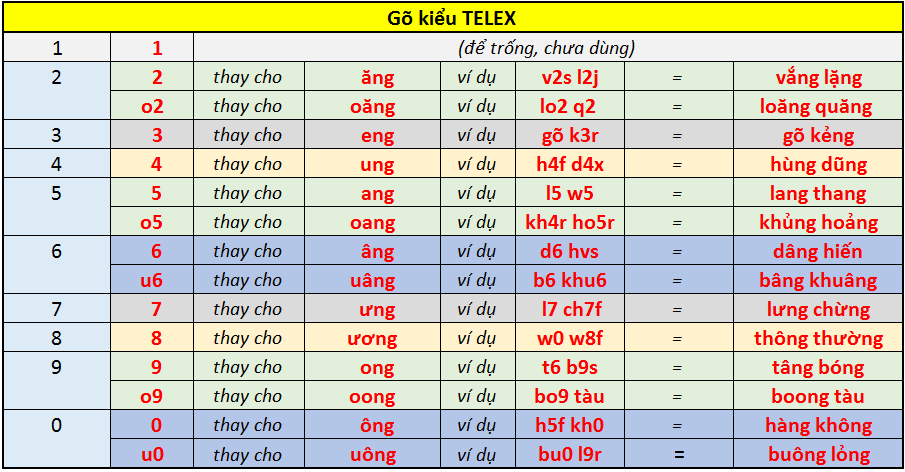 Gõ kiểu TELEX
1 1 (để trống, chưa dùng)
2 2 thay cho ăng ví dụ v2s l2j = vắng lặng
o2 thay cho oăng ví dụ lo2 q2 = loăng quăng
3 3 thay cho eng ví dụ gõ k3r = gõ kẻng
4 4 thay cho ung ví dụ h4f d4x = hùng dũng
5 5 thay cho ang ví dụ l5 w5 = lang thang
o5 thay cho oang ví dụ kh4r ho5r = khủng hoảng
6 6 thay cho âng ví dụ d6 hvs = dâng hiến
u6 thay cho uâng ví dụ b6 khu6 = bâng khuâng
7 7 thay cho ưng ví dụ l7 ch7f = lưng chừng
8 8 thay cho ương ví dụ w0 w8f = thông thường
9 9 thay cho ong ví dụ t6 b9s = tâng bóng
o9 thay cho oong ví dụ bo9 tàu = boong tàu
0 0 thay cho ông ví dụ h5f kh0 = hàng không
u0 thay cho uông ví dụ bu0 l9r = buông lỏng